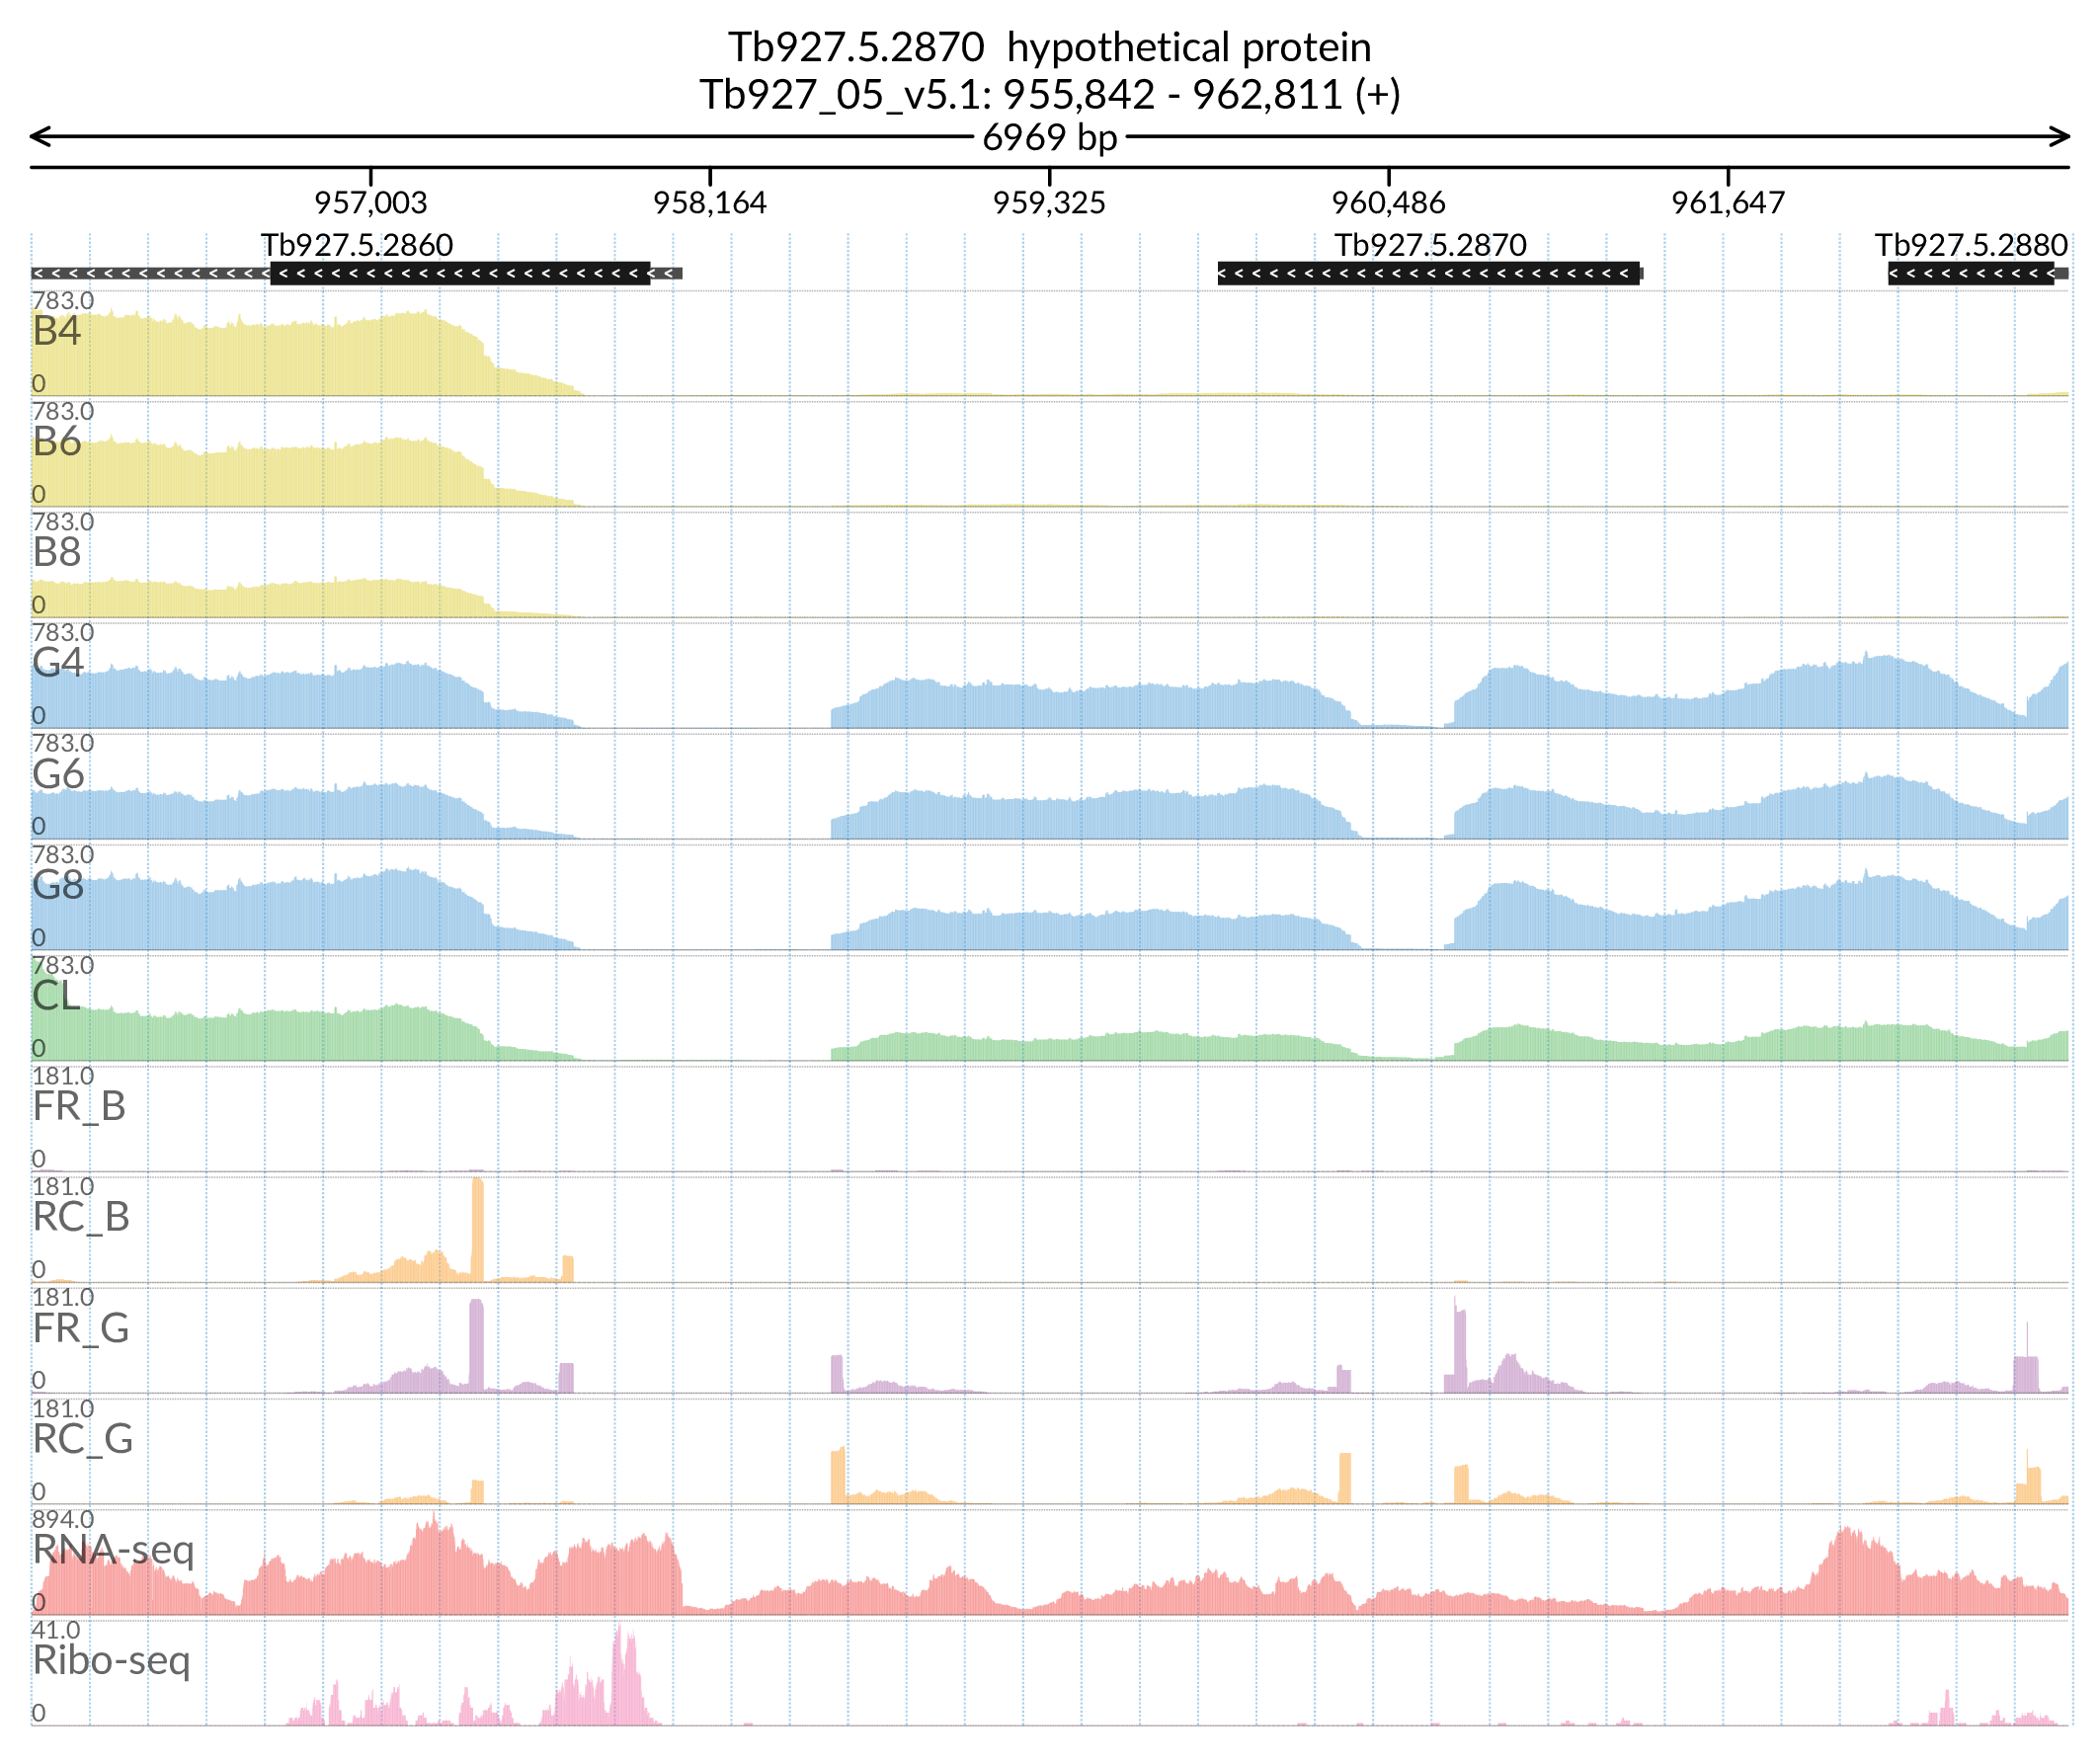 Tb927.5.2870  hypothetical protein
Tb927_05_v5.1: 955,842 - 962,811 (+)
6969 bp
957,003 958,164 959,325 960,486 961,647
Tb927.5.2860 Tb927.5.2870 Tb927.5.2880
783.0
B4
0
783.0
B6
0
783.0
B8
0
783.0
G4
0
783.0
G6
0
783.0
G8
0
783.0
CL
0
181.0
FR_B
0
181.0
RC_B
0
181.0
FR_G
0
181.0
RC_G
0
894.0
RNA-seq
0
41.0
Ribo-seq
0